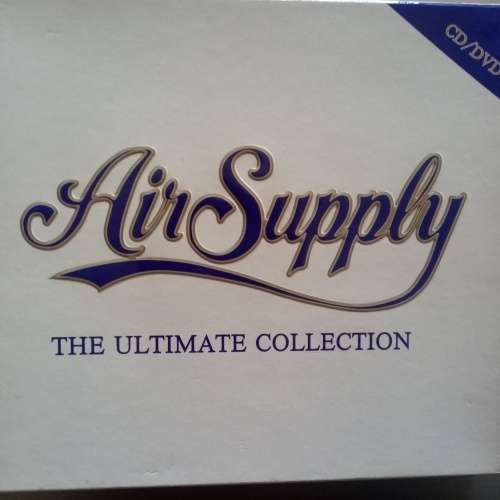 CD/DVD
Air Supply
THE ULTIMATE COLLECTION